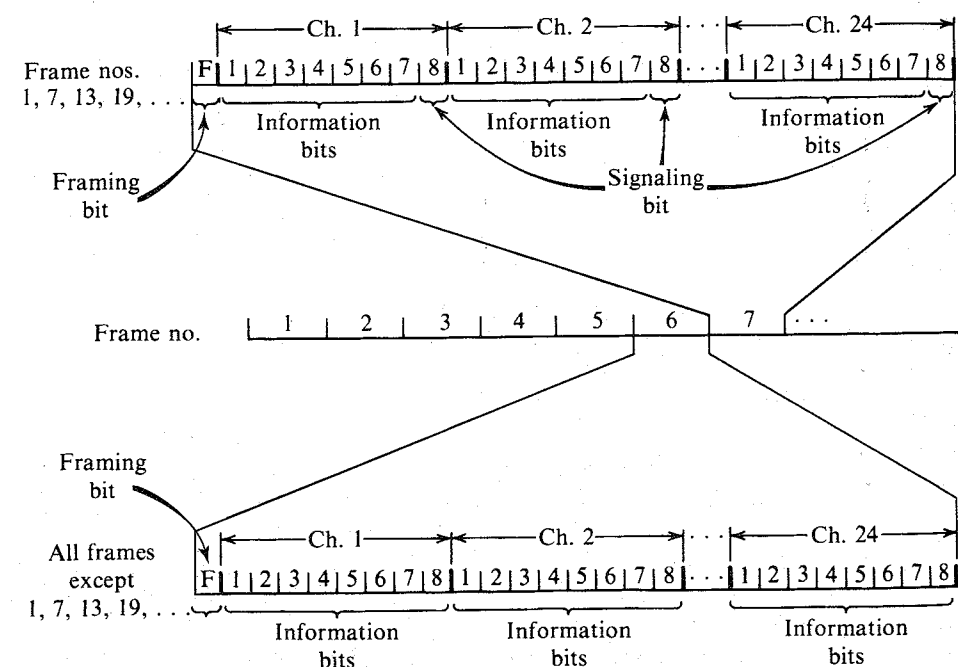 Ch. 1 Ch. 2 . . . Ch. 24
Frame nos.
1, 7, 13, 19, . . .
F 1 2 3 4 5 6 7 8 1 2 3 4 5 6 7 8 . . . 1 2 3 4 5 6 7 8
Information
bits
Information
bits
Information
bits
Framing
bit
Signaling
bit
Frame no. 1 2 3 4 5 6 7 . . .
Framing
bit
Ch. 1 Ch. 2 . . . Ch. 24
All frames
except
1, 7, 13, 19, . . .
F 1 2 3 4 5 6 7 8 1 2 3 4 5 6 7 8 . . . 1 2 3 4 5 6 7 8
Information
bits
Information
bits
Information
bits